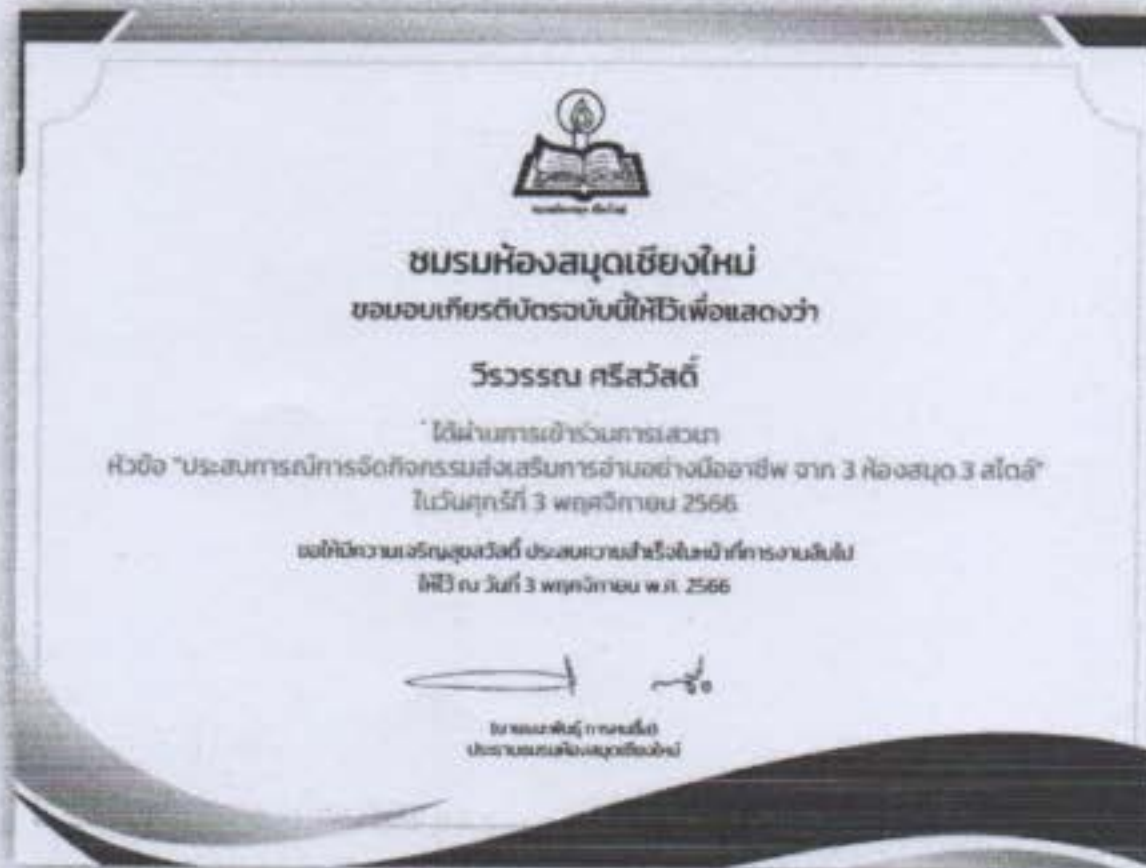 ชมรมห้องสมุดเชียงใหม่
ขอมอบเกียรติบัตรฉบับนี้ให้ไว้เพื่อแสดงว่า
วีรวรรณ ศรีสวัสดิ์
ได้ผ่านการเข้าร่วมการเสวนา
หัวข้อ "ประสบการณ์การจัดกิจกรรมส่งเสริมการอ่านอย่างมืออาชีพ จาก 3 ห้องสมุด 3 สไตล์"
ในวันศุกร์ที่ 3 พฤศจิกายน 2566
ขอให้มีความเจริญสุขสวัสดิ์ ประสบความสำเร็จในหน้าที่การงานสืบไป
ให้ไว้ ณ วันที่ 3 พฤศจิกายน พ.ศ. 2566
ประธานชมรมห้องสมุดเชียงใหม่